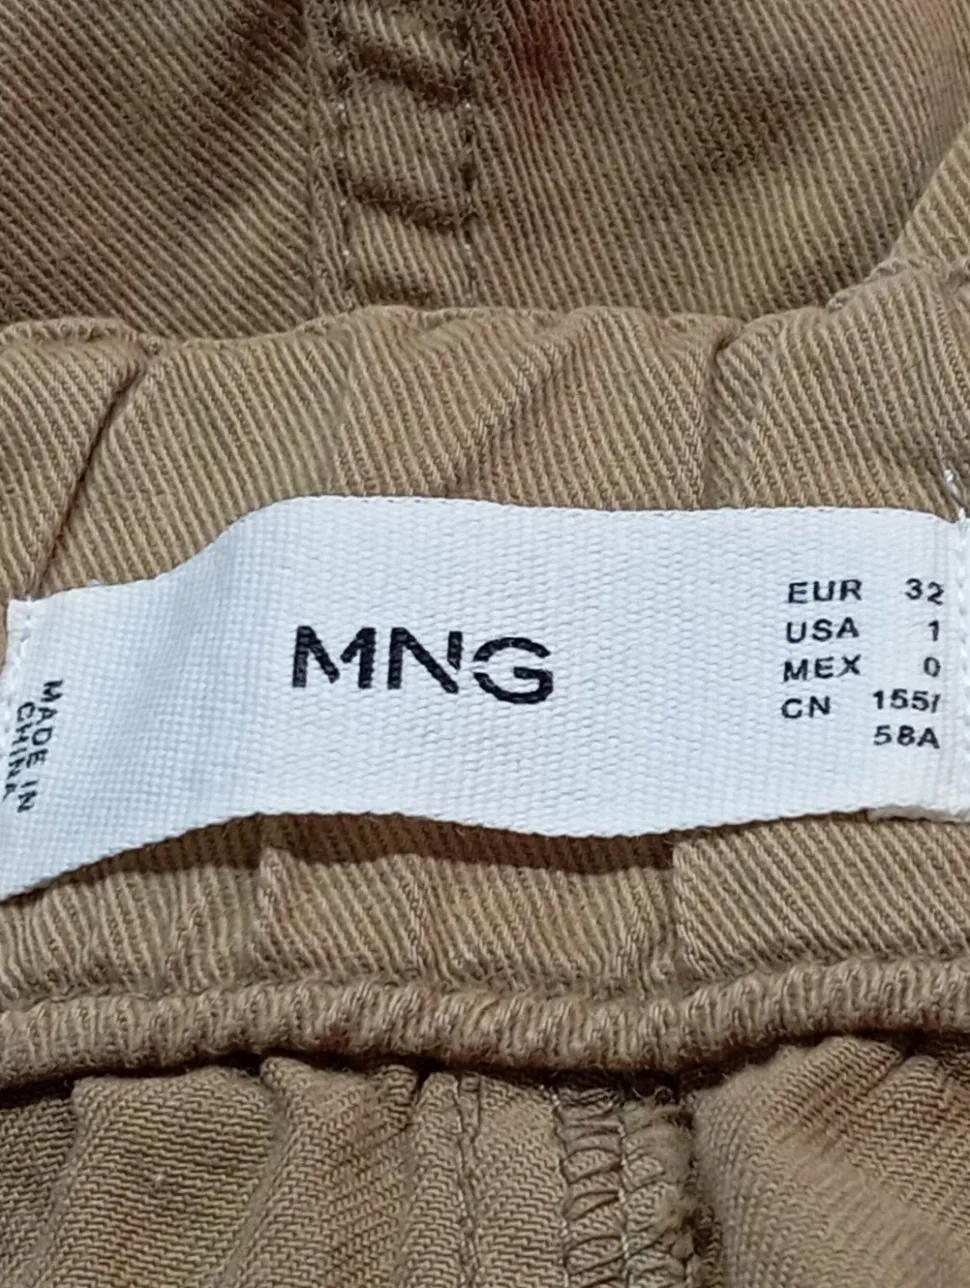 MNG
EUR 32
USA 1
MEX 0
CN 155/
58A
MADE IN
CHINA